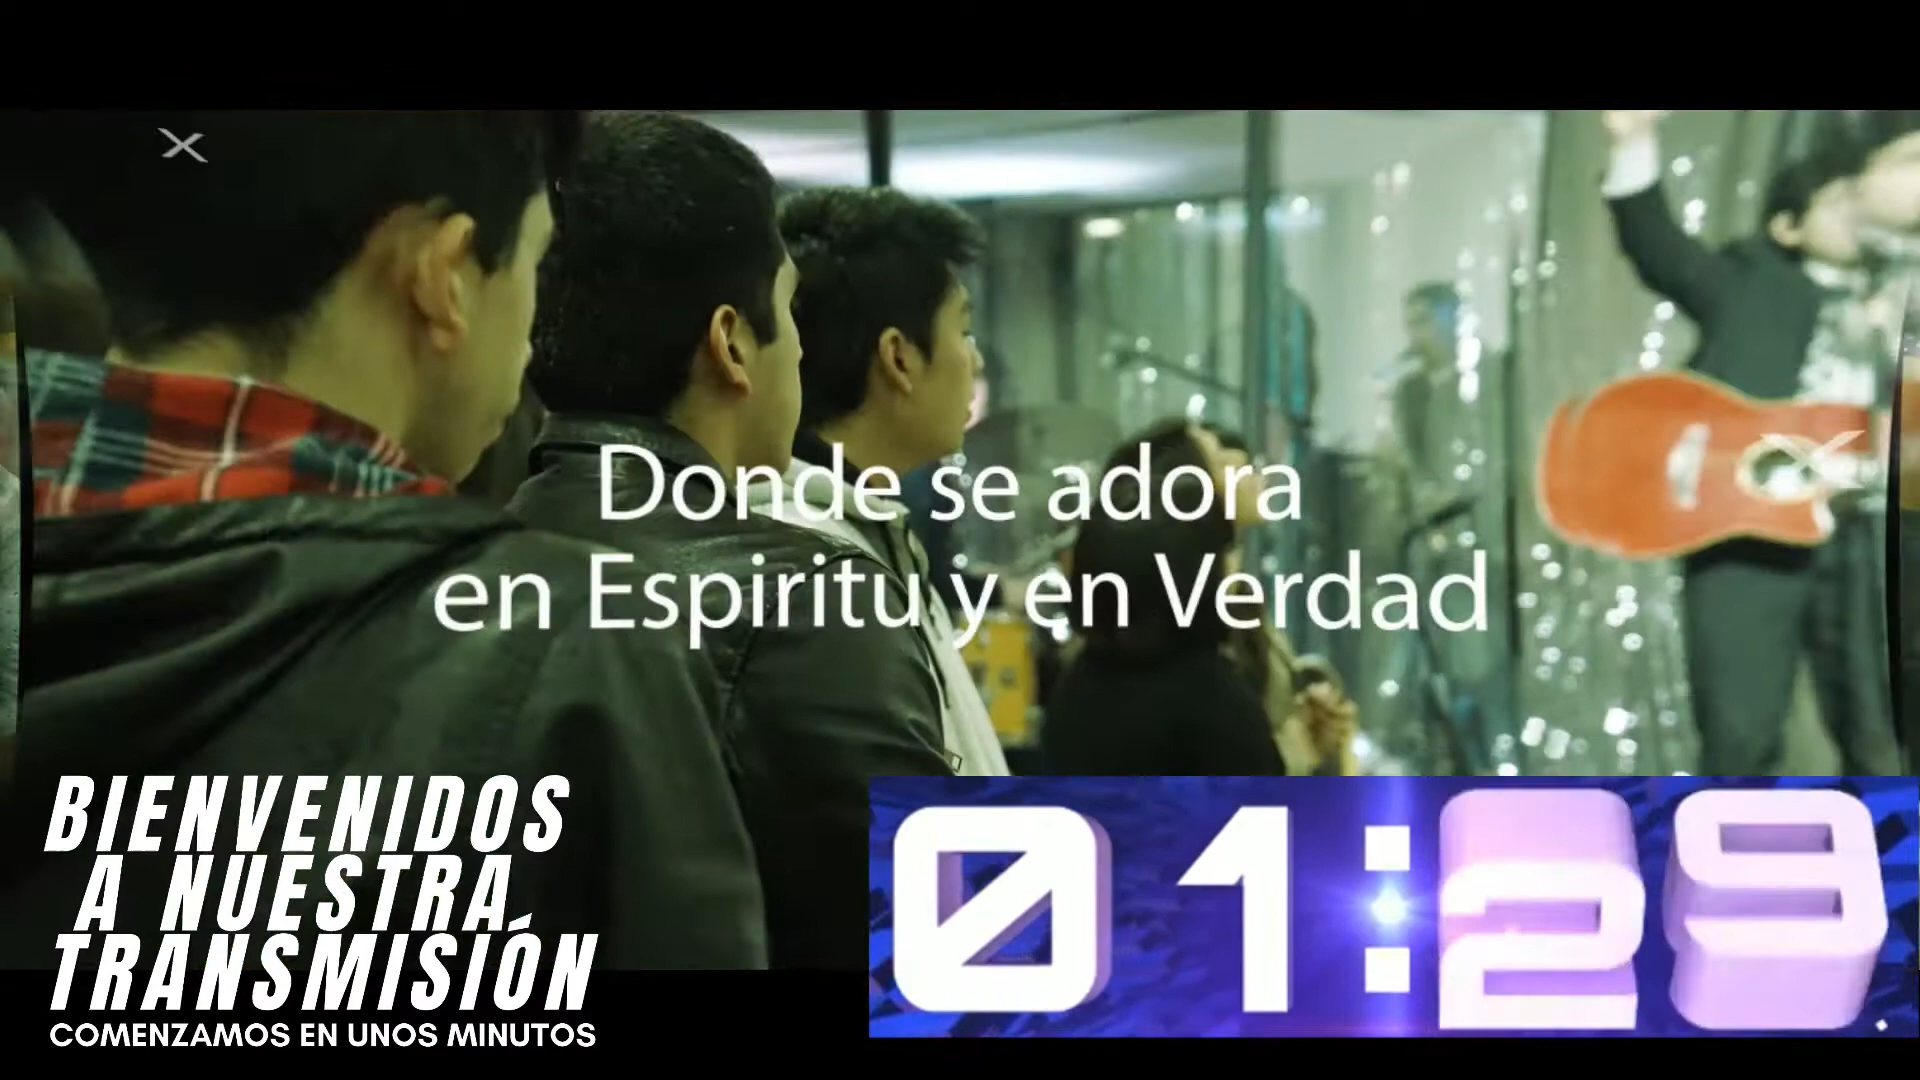 Donde se adora
en Espiritu y en Verdad
BIENVENIDOS
A NUESTRA
TRANSMISIÓN
COMENZAMOS EN UNOS MINUTOS
01:29